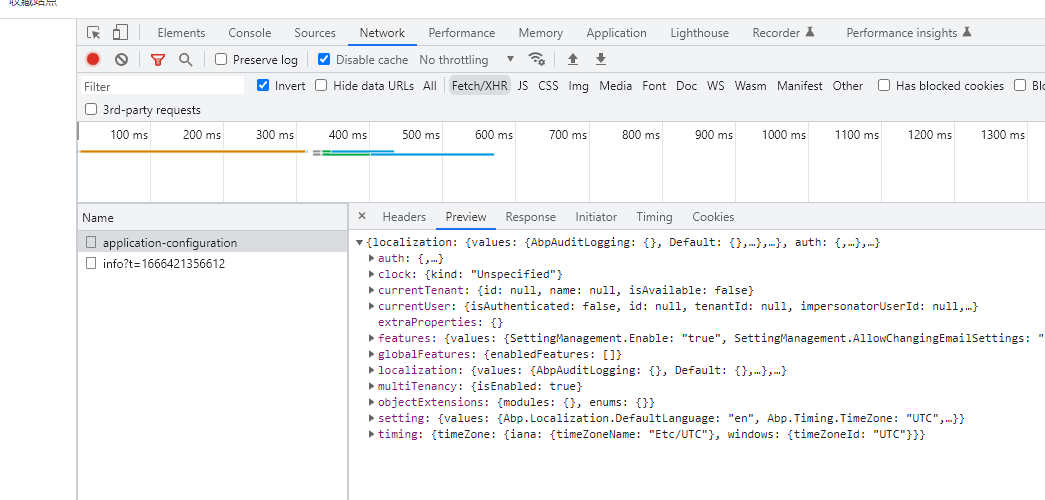 收藏站点
Elements Console Sources Network Performance Memory Application Lighthouse Recorder Performance insights
Preserve log Disable cache No throttling
Filter Invert Hide data URLs All Fetch/XHR JS CSS Img Media Font Doc WS Wasm Manifest Other Has blocked cookies Blo
3rd-party requests
100 ms 200 ms 300 ms 400 ms 500 ms 600 ms 700 ms 800 ms 900 ms 1000 ms 1100 ms 1200 ms 1300 ms
Name
application-configuration
info?t=1666421356612
× Headers Preview Response Initiator Timing Cookies
{localization: {values: {AbpAuditLogging: {}, Default: {},…},…}, auth: {,…},…}
auth: {,…}
clock: {kind: "Unspecified"}
currentTenant: {id: null, name: null, isAvailable: false}
currentUser: {isAuthenticated: false, id: null, tenantId: null, impersonatorUserId: null,…}
extraProperties: {}
features: {values: {SettingManagement.Enable: "true", SettingManagement.AllowChangingEmailSettings: "
globalFeatures: {enabledFeatures: []}
localization: {values: {AbpAuditLogging: {}, Default: {},…},…}
multiTenancy: {isEnabled: true}
objectExtensions: {modules: {}, enums: {}}
setting: {values: {Abp.Localization.DefaultLanguage: "en", Abp.Timing.TimeZone: "UTC",…}}
timing: {timeZone: {iana: {timeZoneName: "Etc/UTC"}, windows: {timeZoneId: "UTC"}}}